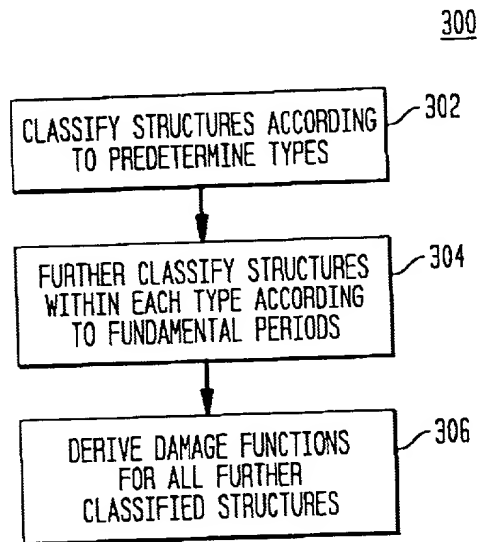 300
CLASSIFY STRUCTURES ACCORDING
TO PREDETERMINE TYPES
302
FURTHER CLASSIFY STRUCTURES
WITHIN EACH TYPE ACCORDING
TO FUNDAMENTAL PERIODS
304
DERIVE DAMAGE FUNCTIONS
FOR ALL FURTHER
CLASSIFIED STRUCTURES
306